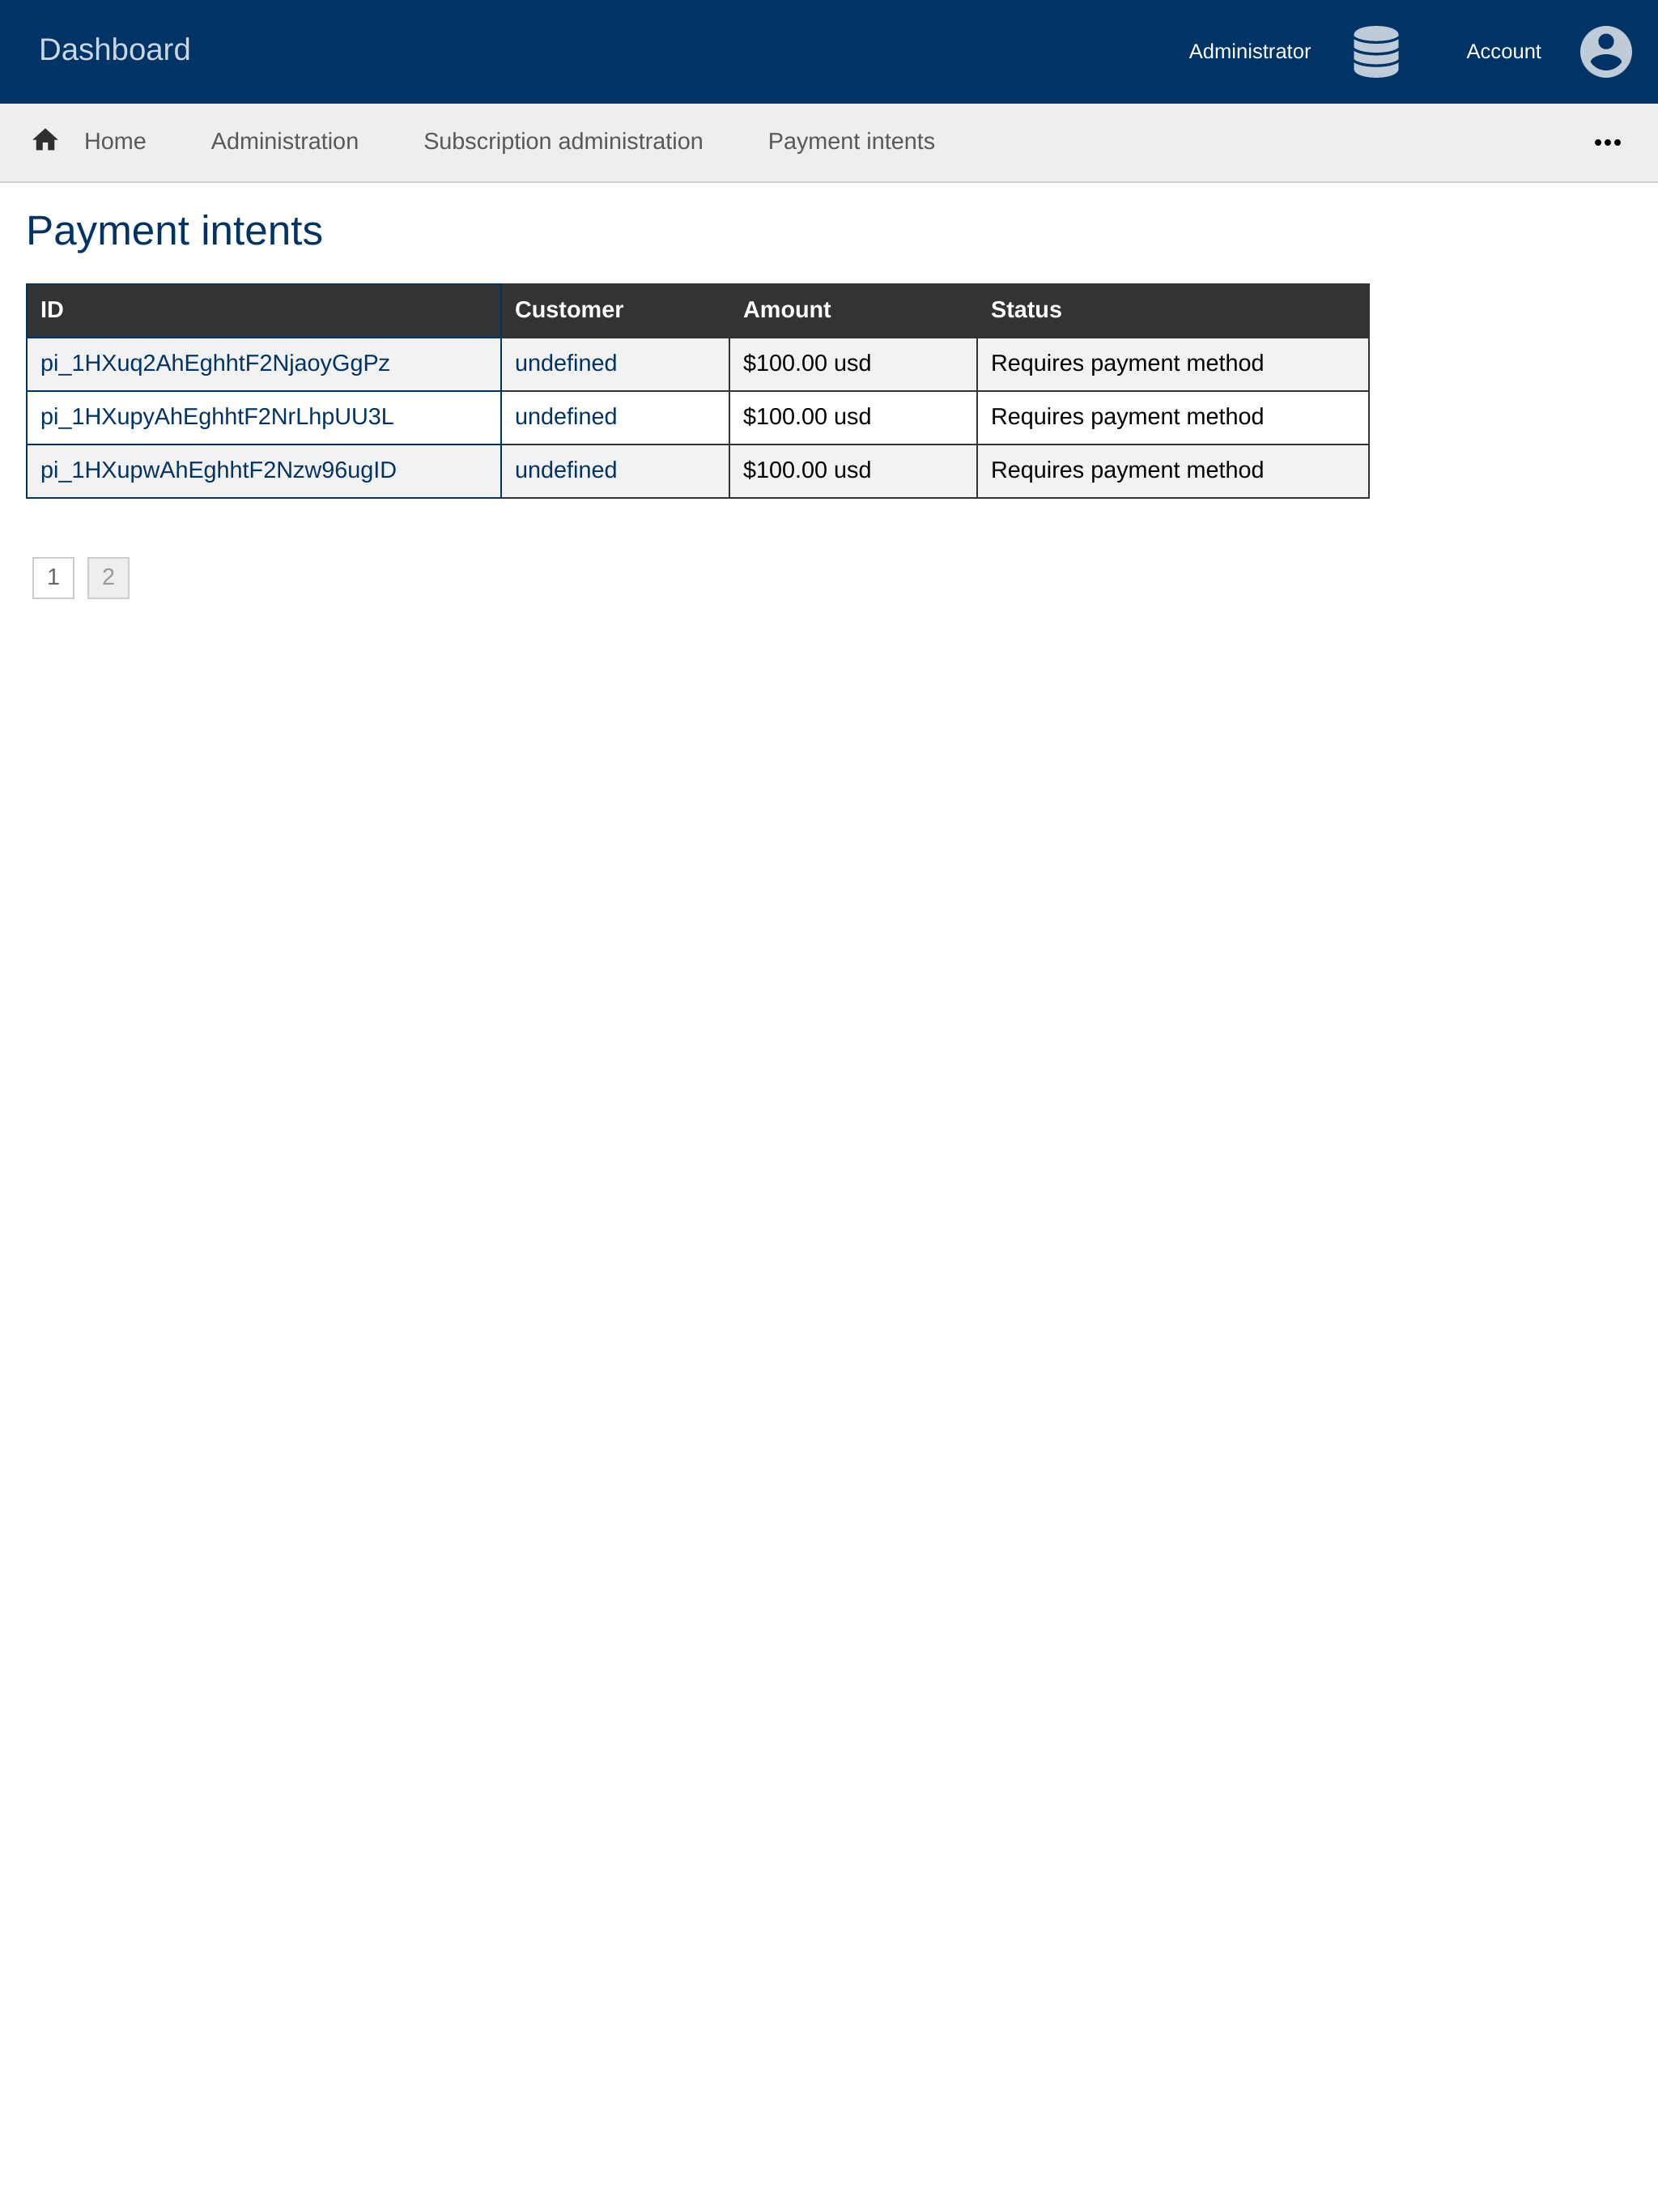 Dashboard Administrator Account
Home Administration Subscription administration Payment intents
Payment intents
ID Customer Amount Status
pi_1HXuq2AhEghhtF2NjaoyGgPz undefined $100.00 usd Requires payment method
pi_1HXupyAhEghhtF2NrLhpUU3L undefined $100.00 usd Requires payment method
pi_1HXupwAhEghhtF2Nzw96ugID undefined $100.00 usd Requires payment method
1 2